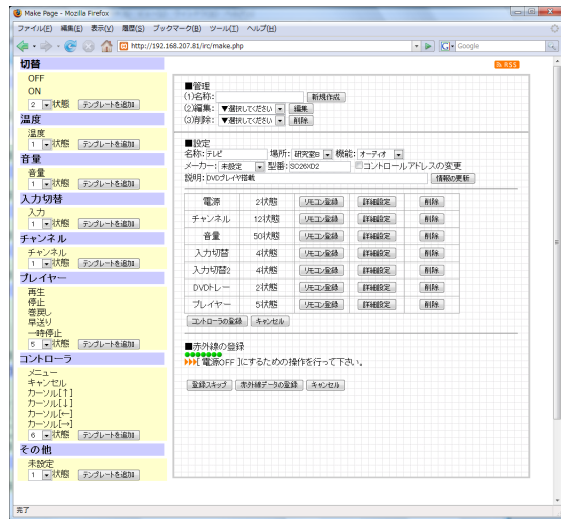 Make Page - Mozilla Firefox
ファイル(F) 編集(E) 表示(V) 履歴(S) ブックマーク(B) ツール(T) ヘルプ(H)
http://192.168.207.81/irc/make.php
Google
RSS
切替
OFF
ON
2 状態 テンプレートを追加
温度
温度
1 状態 テンプレートを追加
音量
音量
1 状態 テンプレートを追加
入力切替
入力
1 状態 テンプレートを追加
チャンネル
チャンネル
1 状態 テンプレートを追加
プレイヤー
再生
停止
巻戻し
早送り
一時停止
5 状態 テンプレートを追加
コントローラ
メニュー
キャンセル
カーソル[↑]
カーソル[↓]
カーソル[←]
カーソル[→]
6 状態 テンプレートを追加
その他
未設定
1 状態 テンプレートを追加
■管理
(1)名称: 新規作成
(2)編集: ▼選択してください 編集
(3)削除: ▼選択してください 削除
■設定
名称: テレビ 場所: 研究室B 機能: オーディオ
メーカー: 未設定 型番: SC26XD2 コントロールアドレスの変更
説明: DVDプレイヤ搭載 情報の更新
電源 2状態 リモコン登録 詳細設定 削除
チャンネル 12状態 リモコン登録 詳細設定 削除
音量 50状態 リモコン登録 詳細設定 削除
入力切替 4状態 リモコン登録 詳細設定 削除
入力切替2 4状態 リモコン登録 詳細設定 削除
DVDトレー 2状態 リモコン登録 詳細設定 削除
プレイヤー 5状態 リモコン登録 詳細設定 削除
コントローラの登録 キャンセル
■赤外線の登録
[ 電源OFF ]にするための操作を行って下さい。
登録スキップ 赤外線データの登録 キャンセル
完了